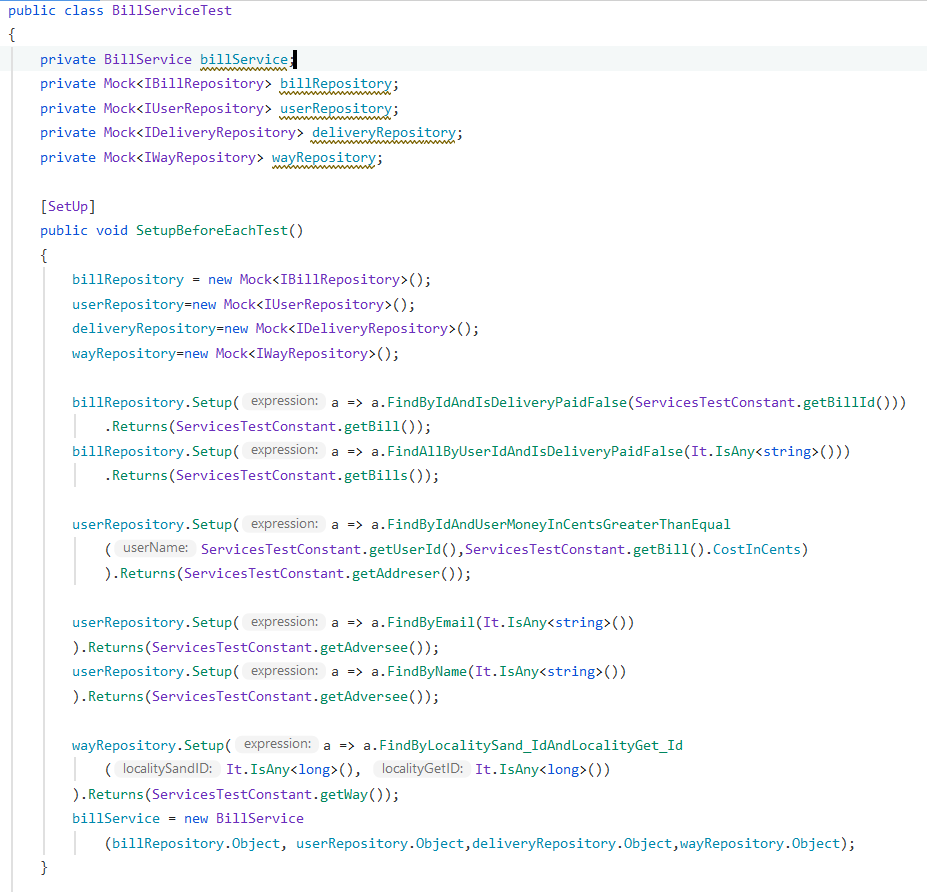 public class BillServiceTest
{
    private BillService billService;
    private Mock<IBillRepository> billRepository;
    private Mock<IUserRepository> userRepository;
    private Mock<IDeliveryRepository> deliveryRepository;
    private Mock<IWayRepository> wayRepository;

    [SetUp]
    public void SetupBeforeEachTest()
    {
        billRepository = new Mock<IBillRepository>();
        userRepository=new Mock<IUserRepository>();
        deliveryRepository=new Mock<IDeliveryRepository>();
        wayRepository=new Mock<IWayRepository>();

        billRepository.Setup( expression: a => a.FindByIdAndIsDeliveryPaidFalse(ServicesTestConstant.getBillId()))
            .Returns(ServicesTestConstant.getBill());
        billRepository.Setup( expression: a => a.FindAllByUserIdAndIsDeliveryPaidFalse(It.IsAny<string>()))
            .Returns(ServicesTestConstant.getBills());

        userRepository.Setup( expression: a => a.FindByIdAndUserMoneyInCentsGreaterThanEqual
            ( userName: ServicesTestConstant.getUserId(),ServicesTestConstant.getBill().CostInCents)
            ).Returns(ServicesTestConstant.getAddreser());

        userRepository.Setup( expression: a => a.FindByEmail(It.IsAny<string>())
        ).Returns(ServicesTestConstant.getAdversee());
        userRepository.Setup( expression: a => a.FindByName(It.IsAny<string>())
        ).Returns(ServicesTestConstant.getAdversee());

        wayRepository.Setup( expression: a => a.FindByLocalitySand_IdAndLocalityGet_Id
            ( localitySandID: It.IsAny<long>(), localityGetID: It.IsAny<long>())
        ).Returns(ServicesTestConstant.getWay());
        billService = new BillService
            (billRepository.Object, userRepository.Object,deliveryRepository.Object,wayRepository.Object);
    }